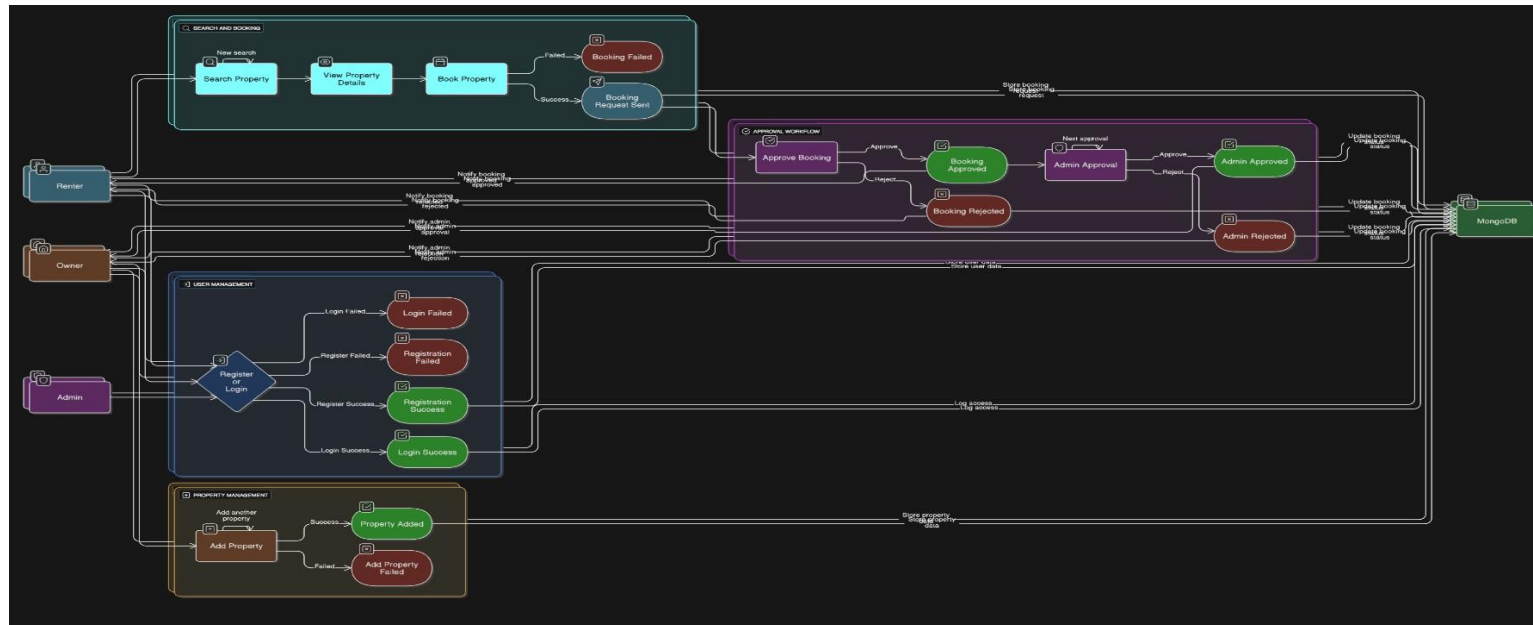 SEARCH AND BOOKING
New search
Search Property
View Property
Details
Book Property
Failed
Booking Failed
Success
Booking
Request Sent
Store booking
request
APPROVAL WORKFLOW
Approve Booking
Approve
Reject
Booking
Approved
Booking Rejected
Next approval
Admin Approval
Approve
Reject
Admin Approved
Admin Rejected
Update booking
status
Update booking
status
Update booking
status
MongoDB
Renter
Notify booking
approved
Notify booking
rejected
Owner
Notify admin
approval
Notify admin
rejection
Store user data
USER MANAGEMENT
Register
or
Login
Login Failed
Login Failed
Register Failed
Registration
Failed
Register Success
Registration
Success
Login Success
Login Success
Log access
Admin
PROPERTY MANAGEMENT
Add another
property
Add Property
Success
Property Added
Failed
Add Property
Failed
Store property
data